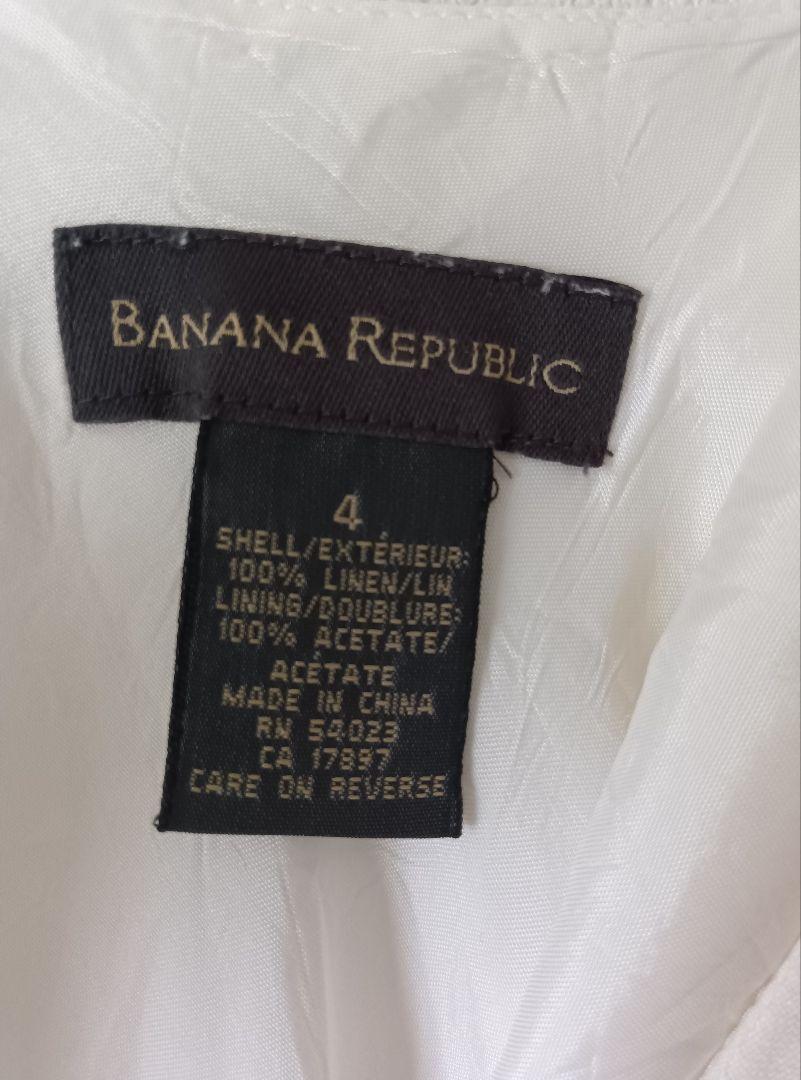 BANANA REPUBLIC
4
SHELL/EXTÉRIEUR:
100% LINEN/LIN
LINING/DOUBLURE:
100% ACETATE/
ACÉTATE
MADE IN CHINA
RN 54023
CA 17897
CARE ON REVERSE